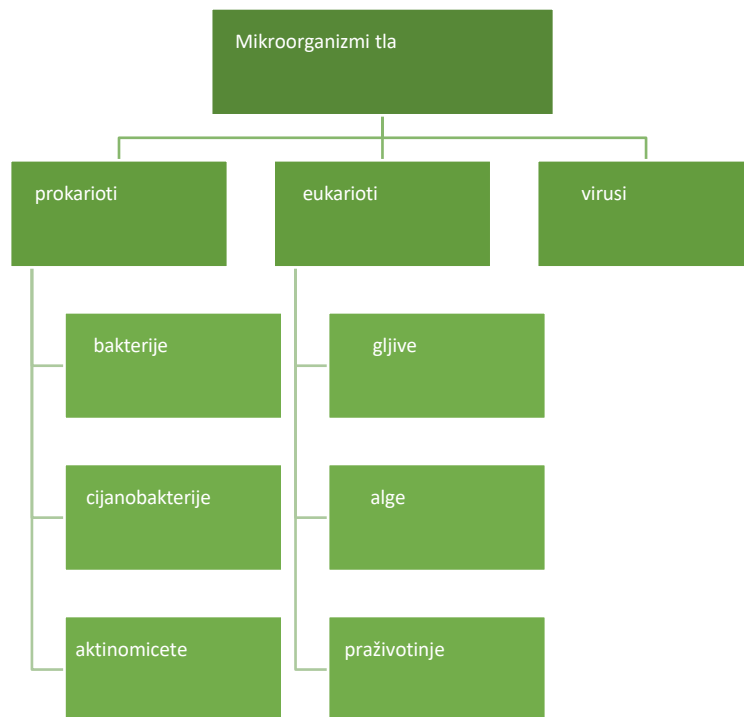 Mikroorganizmi tla
prokarioti
eukarioti
virusi
bakterije
gljive
cijanobakterije
alge
aktinomicete
praživotinje